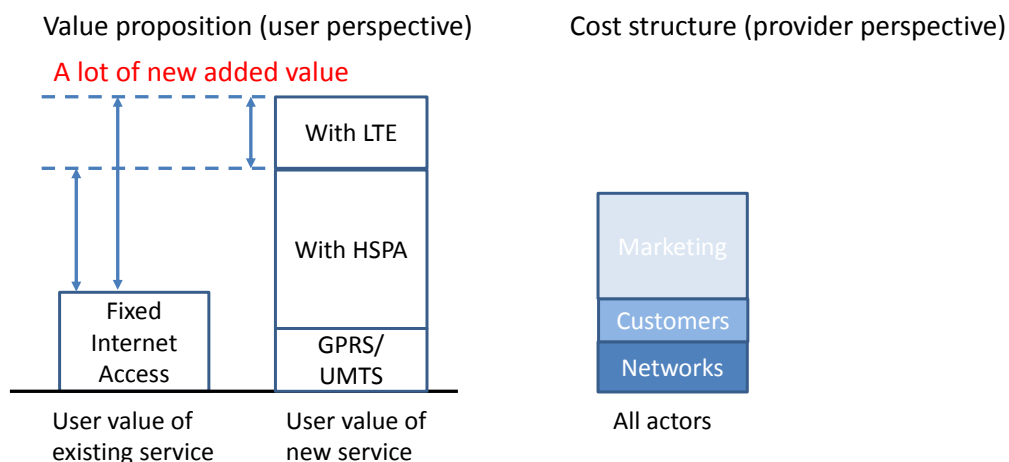 Value proposition (user perspective)
Cost structure (provider perspective)
A lot of new added value
With LTE
With HSPA
Fixed
Internet
Access
GPRS/
UMTS
Marketing
Customers
Networks
User value of
existing service
User value of
new service
All actors